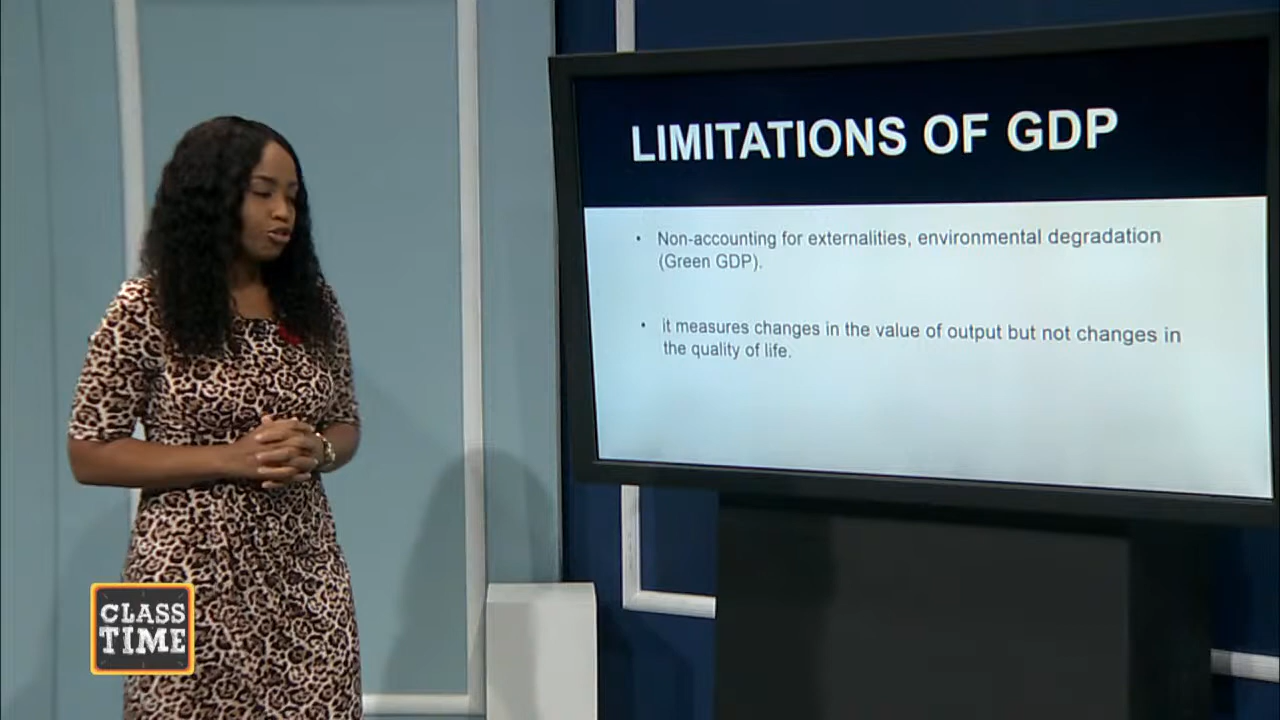 LIMITATIONS OF GDP
• Non-accounting for externalities, environmental degradation
(Green GDP).
• it measures changes in the value of output but not changes in
the quality of life.
CLASS
TIME